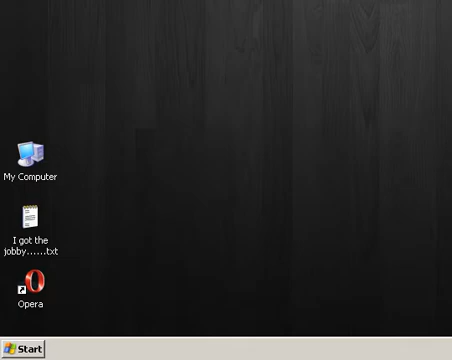 My Computer
I got the
jobby......txt
Opera
Start